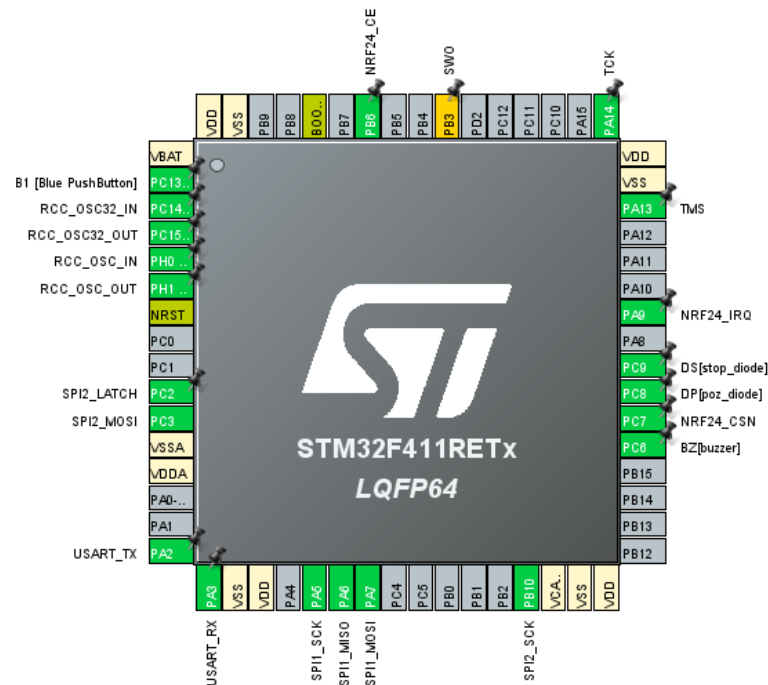 NRF24_CE
SWO
TCK
VDD
VSS
PB9
PB8
BOO...
PB7
PB6
PB5
PB4
PB3
PD2
PC12
PC11
PC10
PA15
PA14
B1 [Blue PushButton]
RCC_OSC32_IN
RCC_OSC32_OUT
RCC_OSC_IN
RCC_OSC_OUT
SPI2_LATCH
SPI2_MOSI
USART_TX
VBAT
PC13..
PC14..
PC15..
PH0 ..
PH1 ..
NRST
PC0
PC1
PC2
PC3
VSSA
VDDA
PA0-..
PA1
PA2
STM32F411RETx
LQFP64
VDD
VSS
PA13
PA12
PA11
PA10
PA9
PA8
PC9
PC8
PC7
PC6
PB15
PB14
PB13
PB12
TMS
NRF24_IRQ
DS[stop_diode]
DP[poz_diode]
NRF24_CSN
BZ[buzzer]
PA3
VSS
VDD
PA4
PA5
PA6
PA7
PC4
PC5
PB0
PB1
PB2
PB10
VCA..
VSS
VDD
USART_RX
SPI1_SCK
SPI1_MISO
SPI1_MOSI
SPI2_SCK